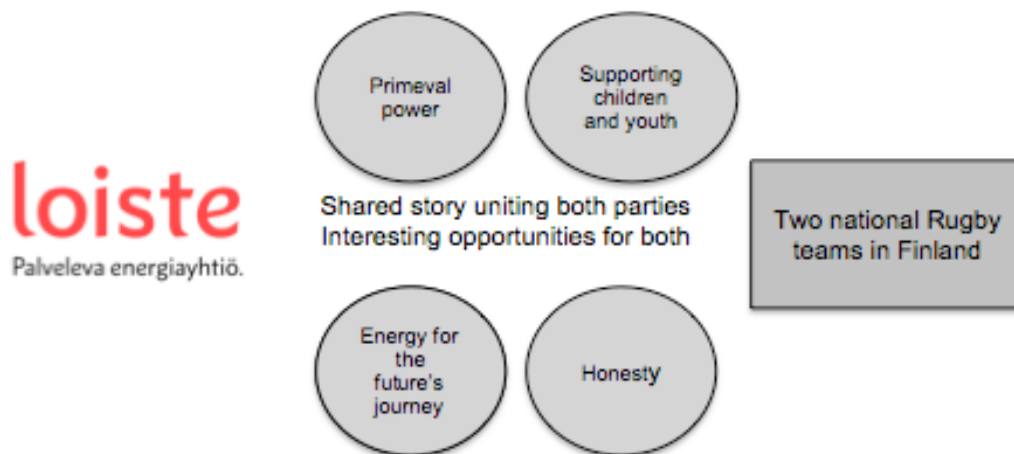 loiste
Palveleva energiayhtiö.
Primeval
power
Supporting
children
and youth
Shared story uniting both parties
Interesting opportunities for both
Energy for
the
future's
journey
Honesty
Two national Rugby
teams in Finland